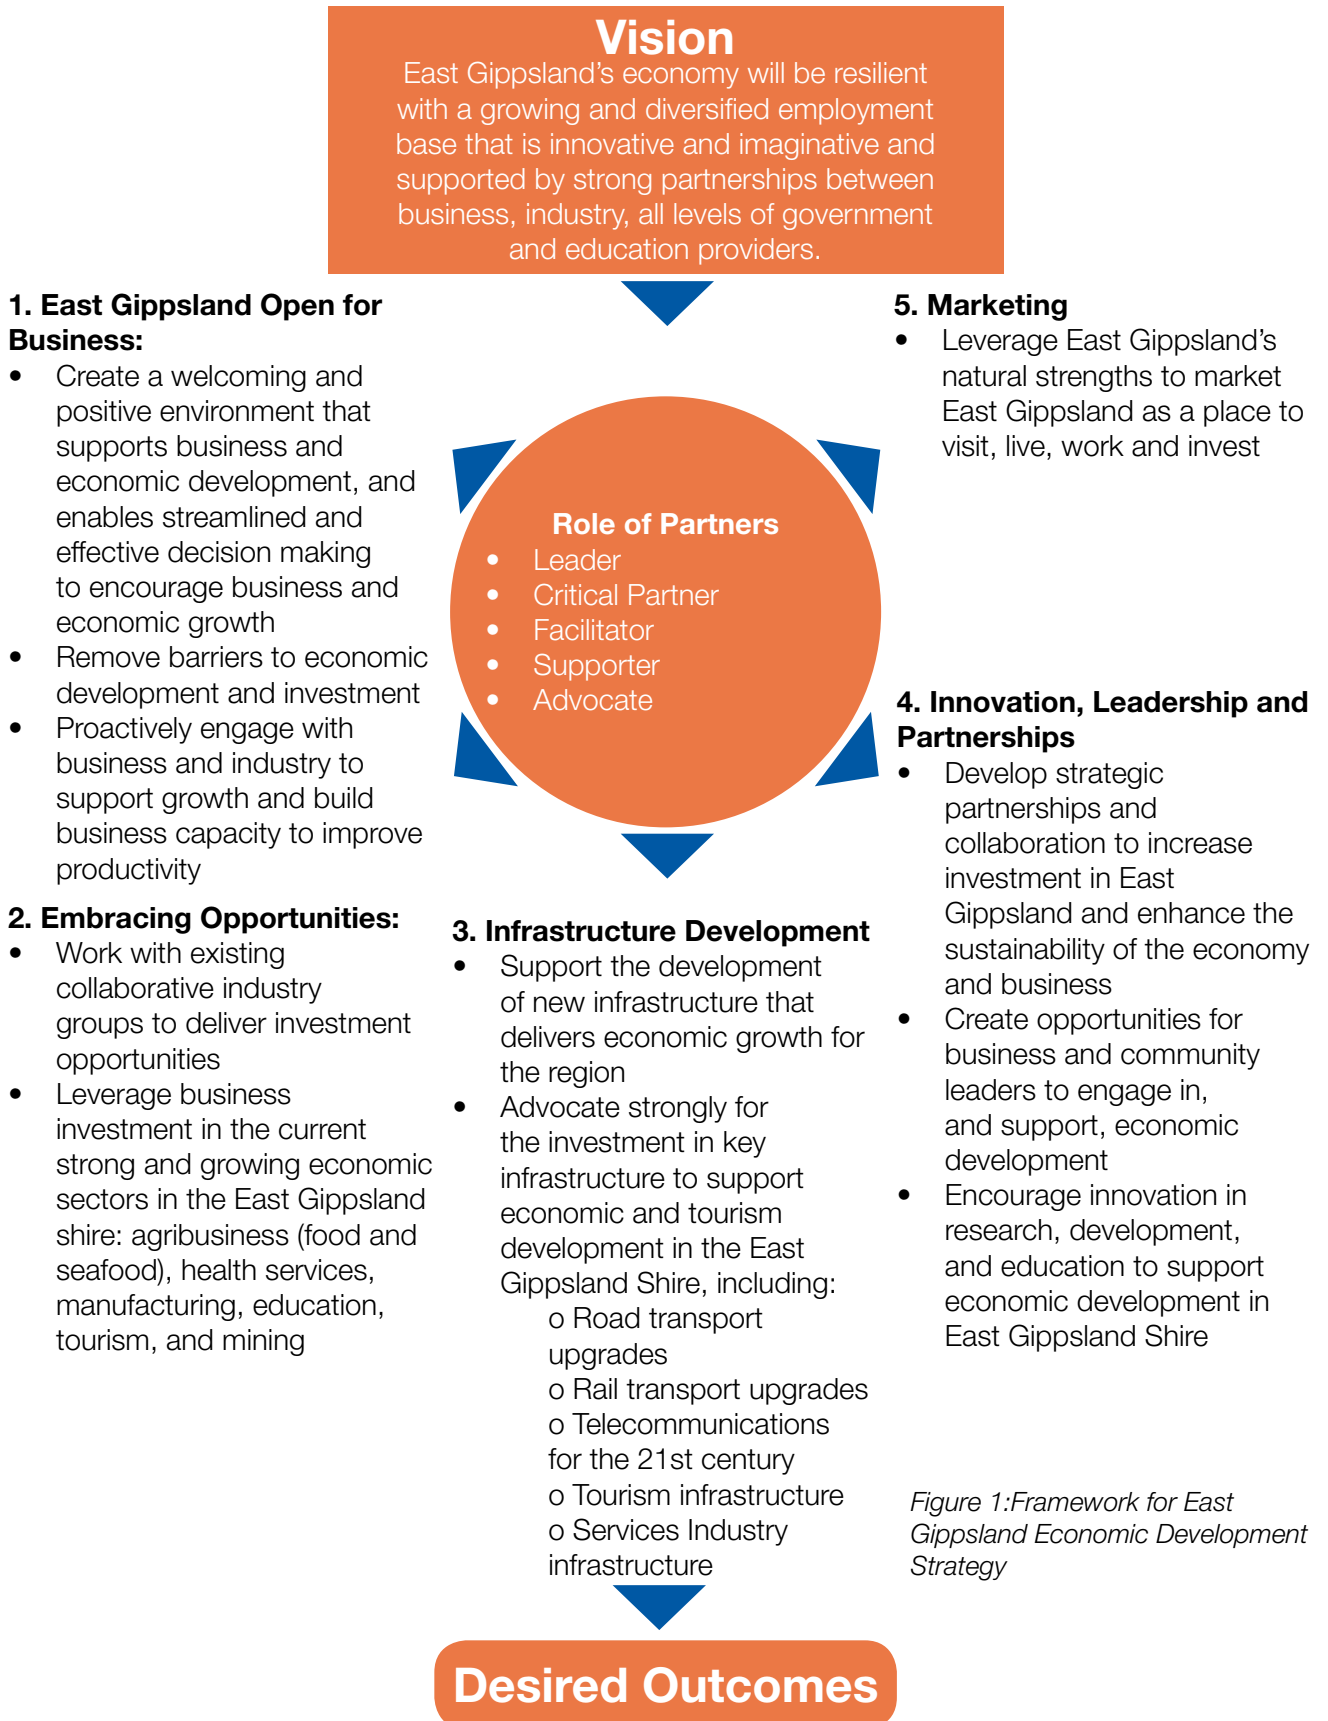 Vision
East Gippsland’s economy will be resilient
with a growing and diversified employment
base that is innovative and imaginative and
supported by strong partnerships between
business, industry, all levels of government
and education providers.
1. East Gippsland Open for
Business:
• Create a welcoming and
positive environment that
supports business and
economic development, and
enables streamlined and
effective decision making
to encourage business and
economic growth
• Remove barriers to economic
development and investment
• Proactively engage with
business and industry to
support growth and build
business capacity to improve
productivity
2. Embracing Opportunities:
• Work with existing
collaborative industry
groups to deliver investment
opportunities
• Leverage business
investment in the current
strong and growing economic
sectors in the East Gippsland
shire: agribusiness (food and
seafood), health services,
manufacturing, education,
tourism, and mining
Role of Partners
• Leader
• Critical Partner
• Facilitator
• Supporter
• Advocate
3. Infrastructure Development
• Support the development
of new infrastructure that
delivers economic growth for
the region
• Advocate strongly for
the investment in key
infrastructure to support
economic and tourism
development in the East
Gippsland Shire, including:
o Road transport
upgrades
o Rail transport upgrades
o Telecommunications
for the 21st century
o Tourism infrastructure
o Services Industry
infrastructure
5. Marketing
• Leverage East Gippsland’s
natural strengths to market
East Gippsland as a place to
visit, live, work and invest
4. Innovation, Leadership and
Partnerships
• Develop strategic
partnerships and
collaboration to increase
investment in East
Gippsland and enhance the
sustainability of the economy
and business
• Create opportunities for
business and community
leaders to engage in,
and support, economic
development
• Encourage innovation in
research, development,
and education to support
economic development in
East Gippsland Shire
Figure 1:Framework for East
Gippsland Economic Development
Strategy
Desired Outcomes